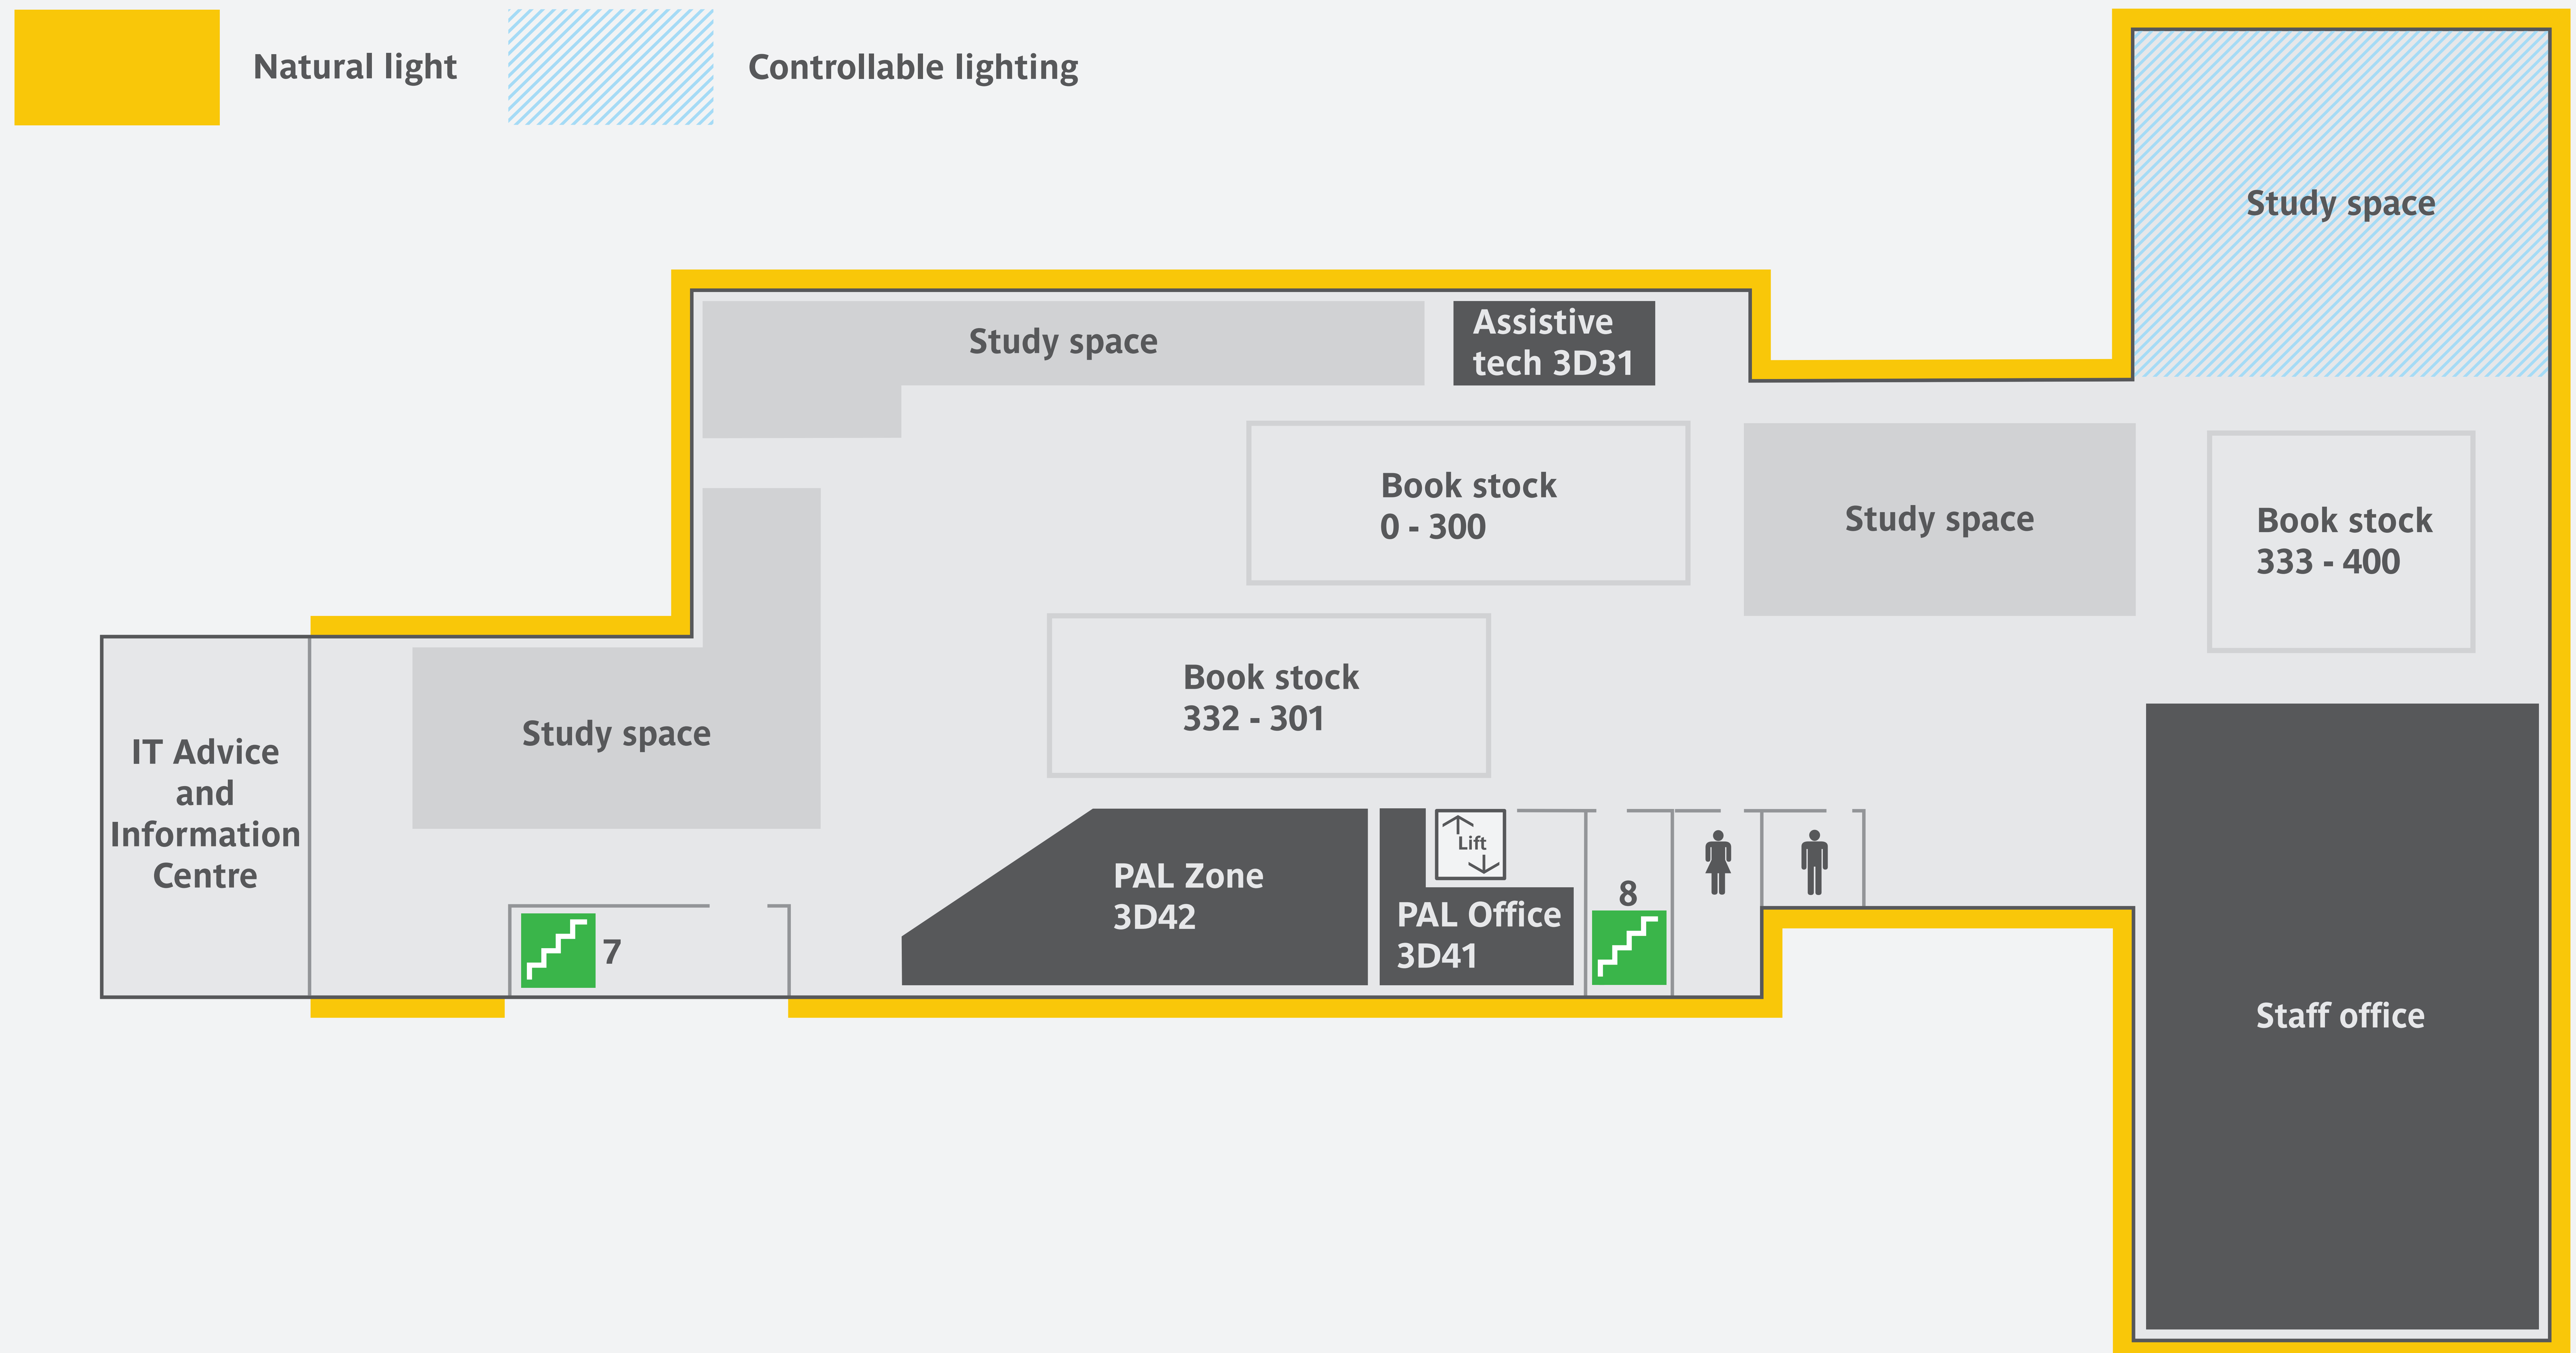 Natural light
Controllable lighting
Study space
Study space
Assistive
tech 3D31
Book stock
0 - 300
Study space
Book stock
333 - 400
Book stock
332 - 301
Study space
IT Advice
and
Information
Centre
PAL Zone
3D42
Lift
PAL Office
3D41
7
8
Staff office